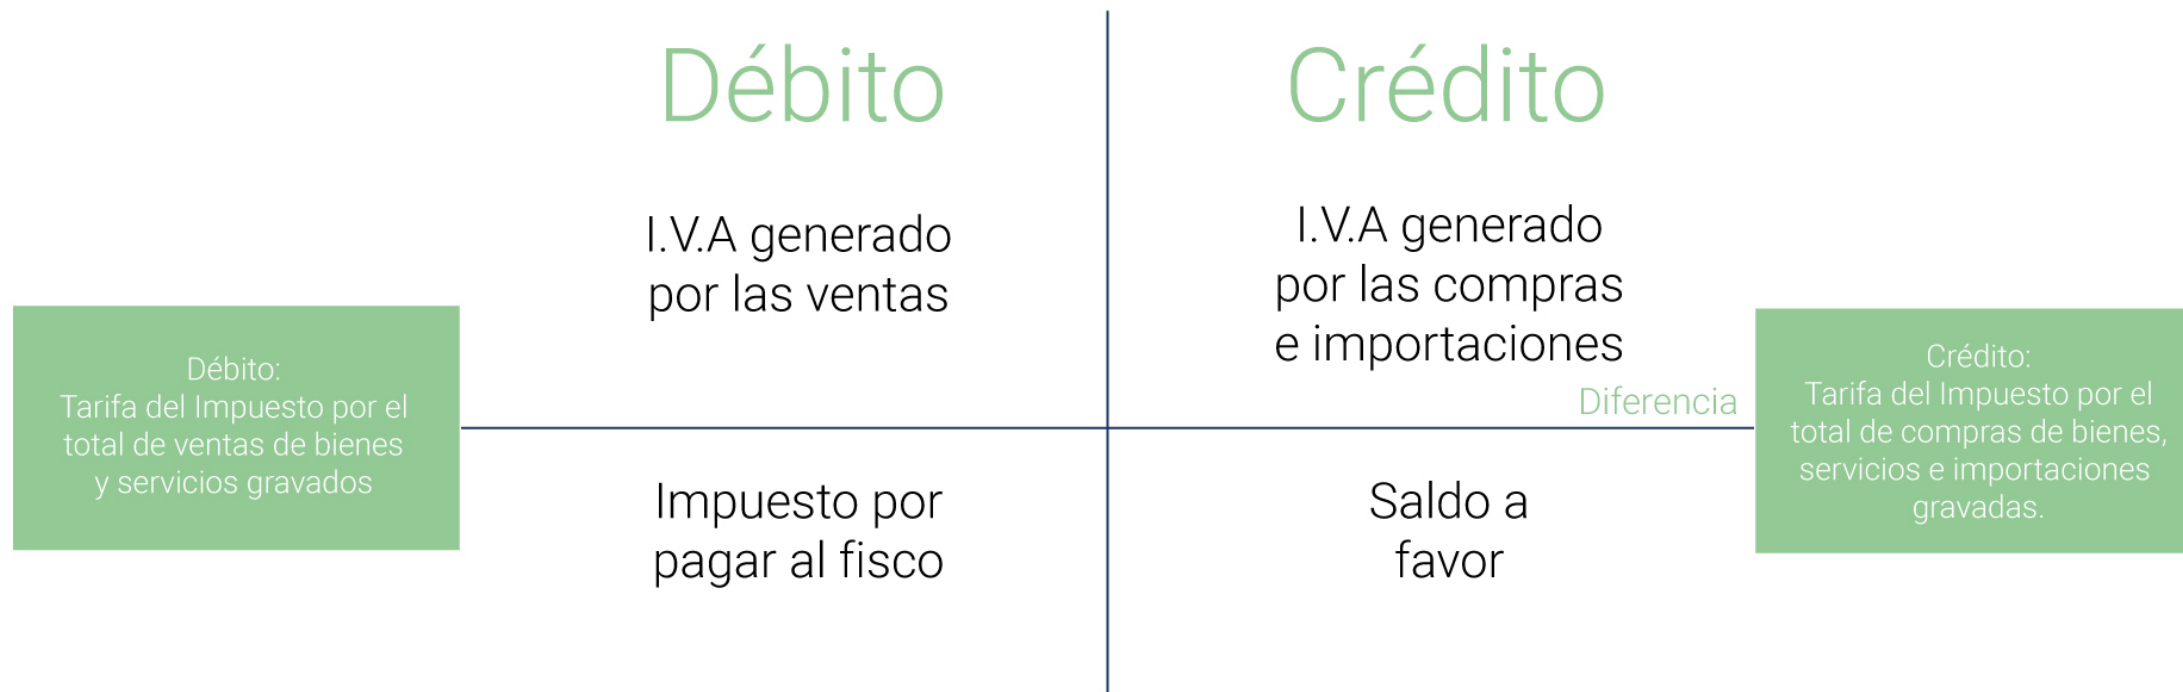 Débito
Crédito
I.V.A generado
por las ventas
I.V.A generado
por las compras
e importaciones
Diferencia
Débito:
Tarifa del Impuesto por el
total de ventas de bienes
y servicios gravados
Crédito:
Tarifa del Impuesto por el
total de compras de bienes,
servicios e importaciones
gravadas.
Impuesto por
pagar al fisco
Saldo a
favor